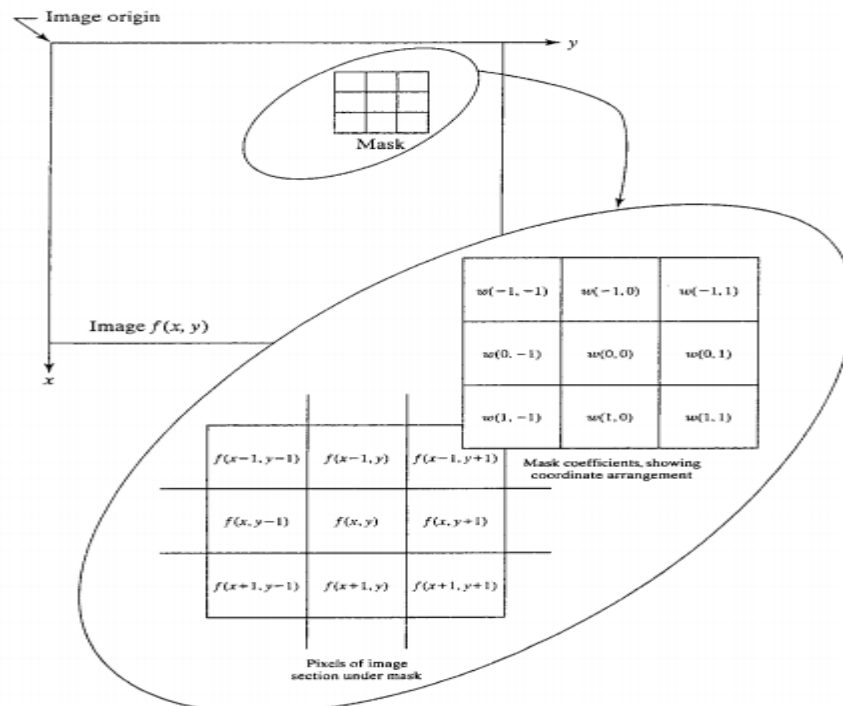 Image origin
y
Mask
Image f(x, y)
x
w(−1, −1) w(−1, 0) w(−1, 1)
w(0, −1) w(0, 0) w(0, 1)
w(1, −1) w(1, 0) w(1, 1)
Mask coefficients, showing
coordinate arrangement
f(x−1, y−1) f(x−1, y) f(x−1, y+1)
f(x, y−1) f(x, y) f(x, y+1)
f(x+1, y−1) f(x+1, y) f(x+1, y+1)
Pixels of image
section under mask